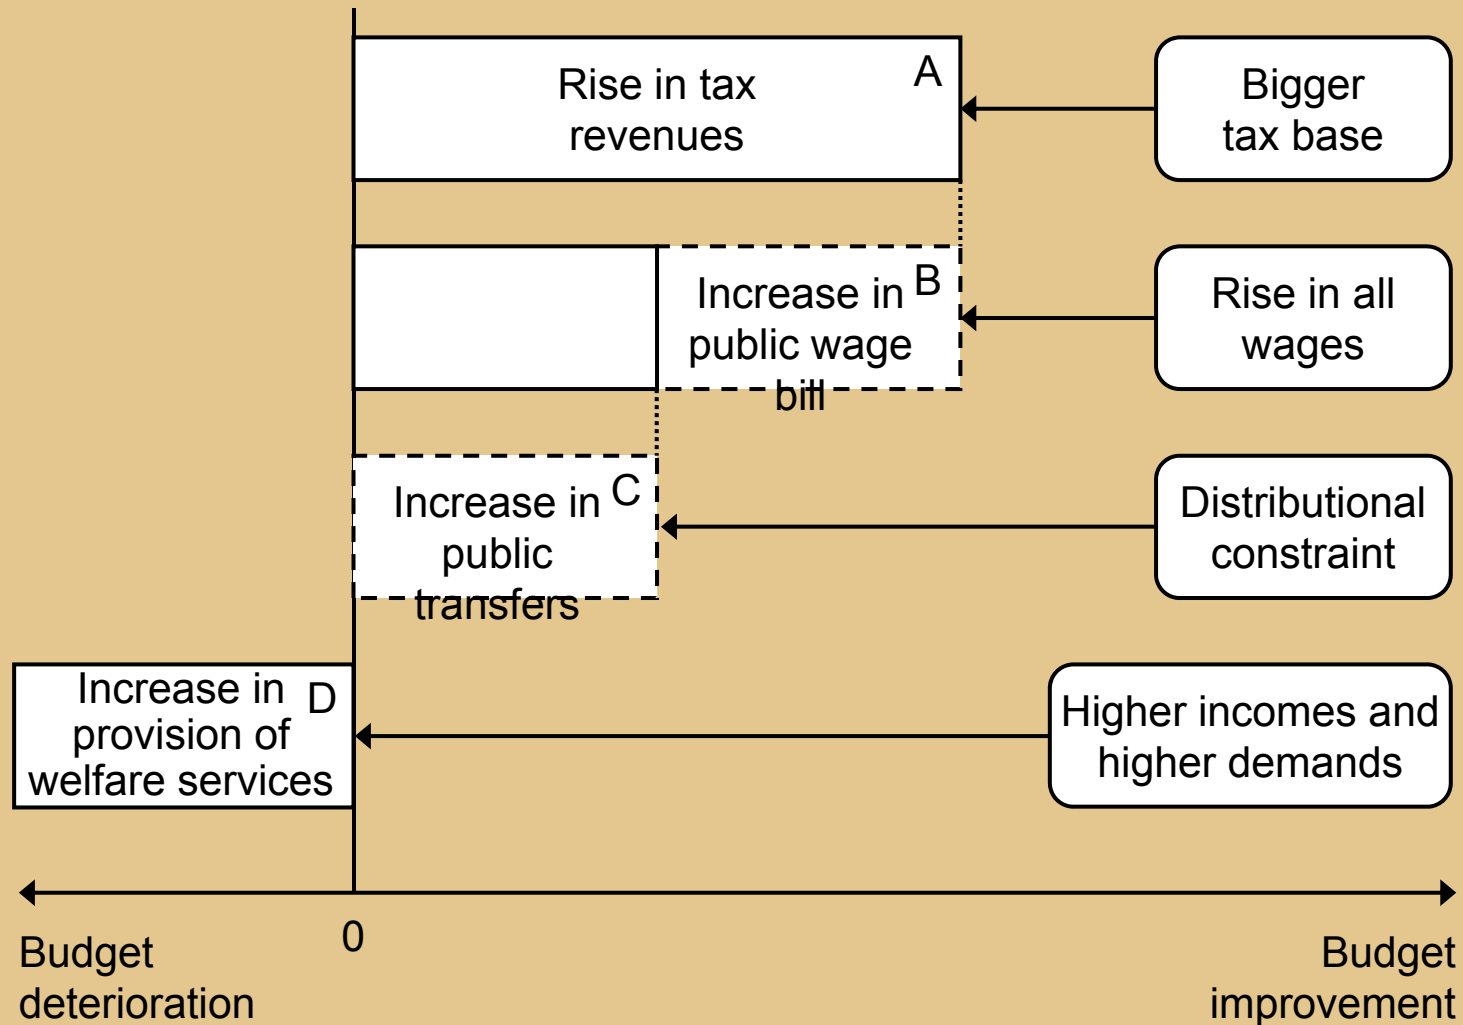 Rise in tax
revenues
A
Bigger
tax base
Increase in
public wage
bill
B
Rise in all
wages
Increase in
public
transfers
C
Distributional
constraint
Increase in
provision of
welfare services
D
Higher incomes and
higher demands
0
Budget
deterioration
Budget
improvement